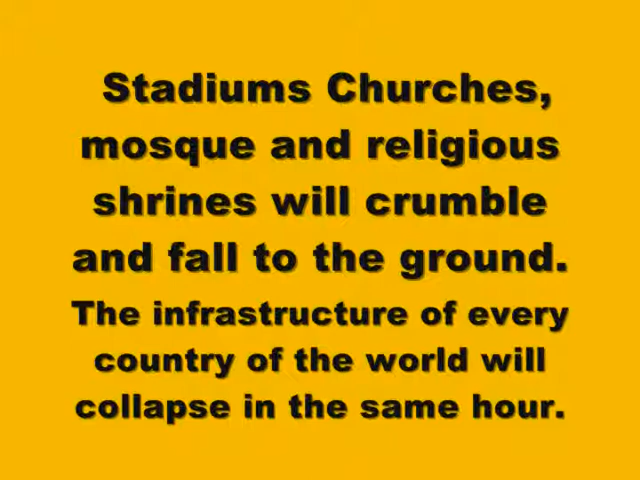 Stadiums Churches,
mosque and religious
shrines will crumble
and fall to the ground.
The infrastructure of every
country of the world will
collapse in the same hour.